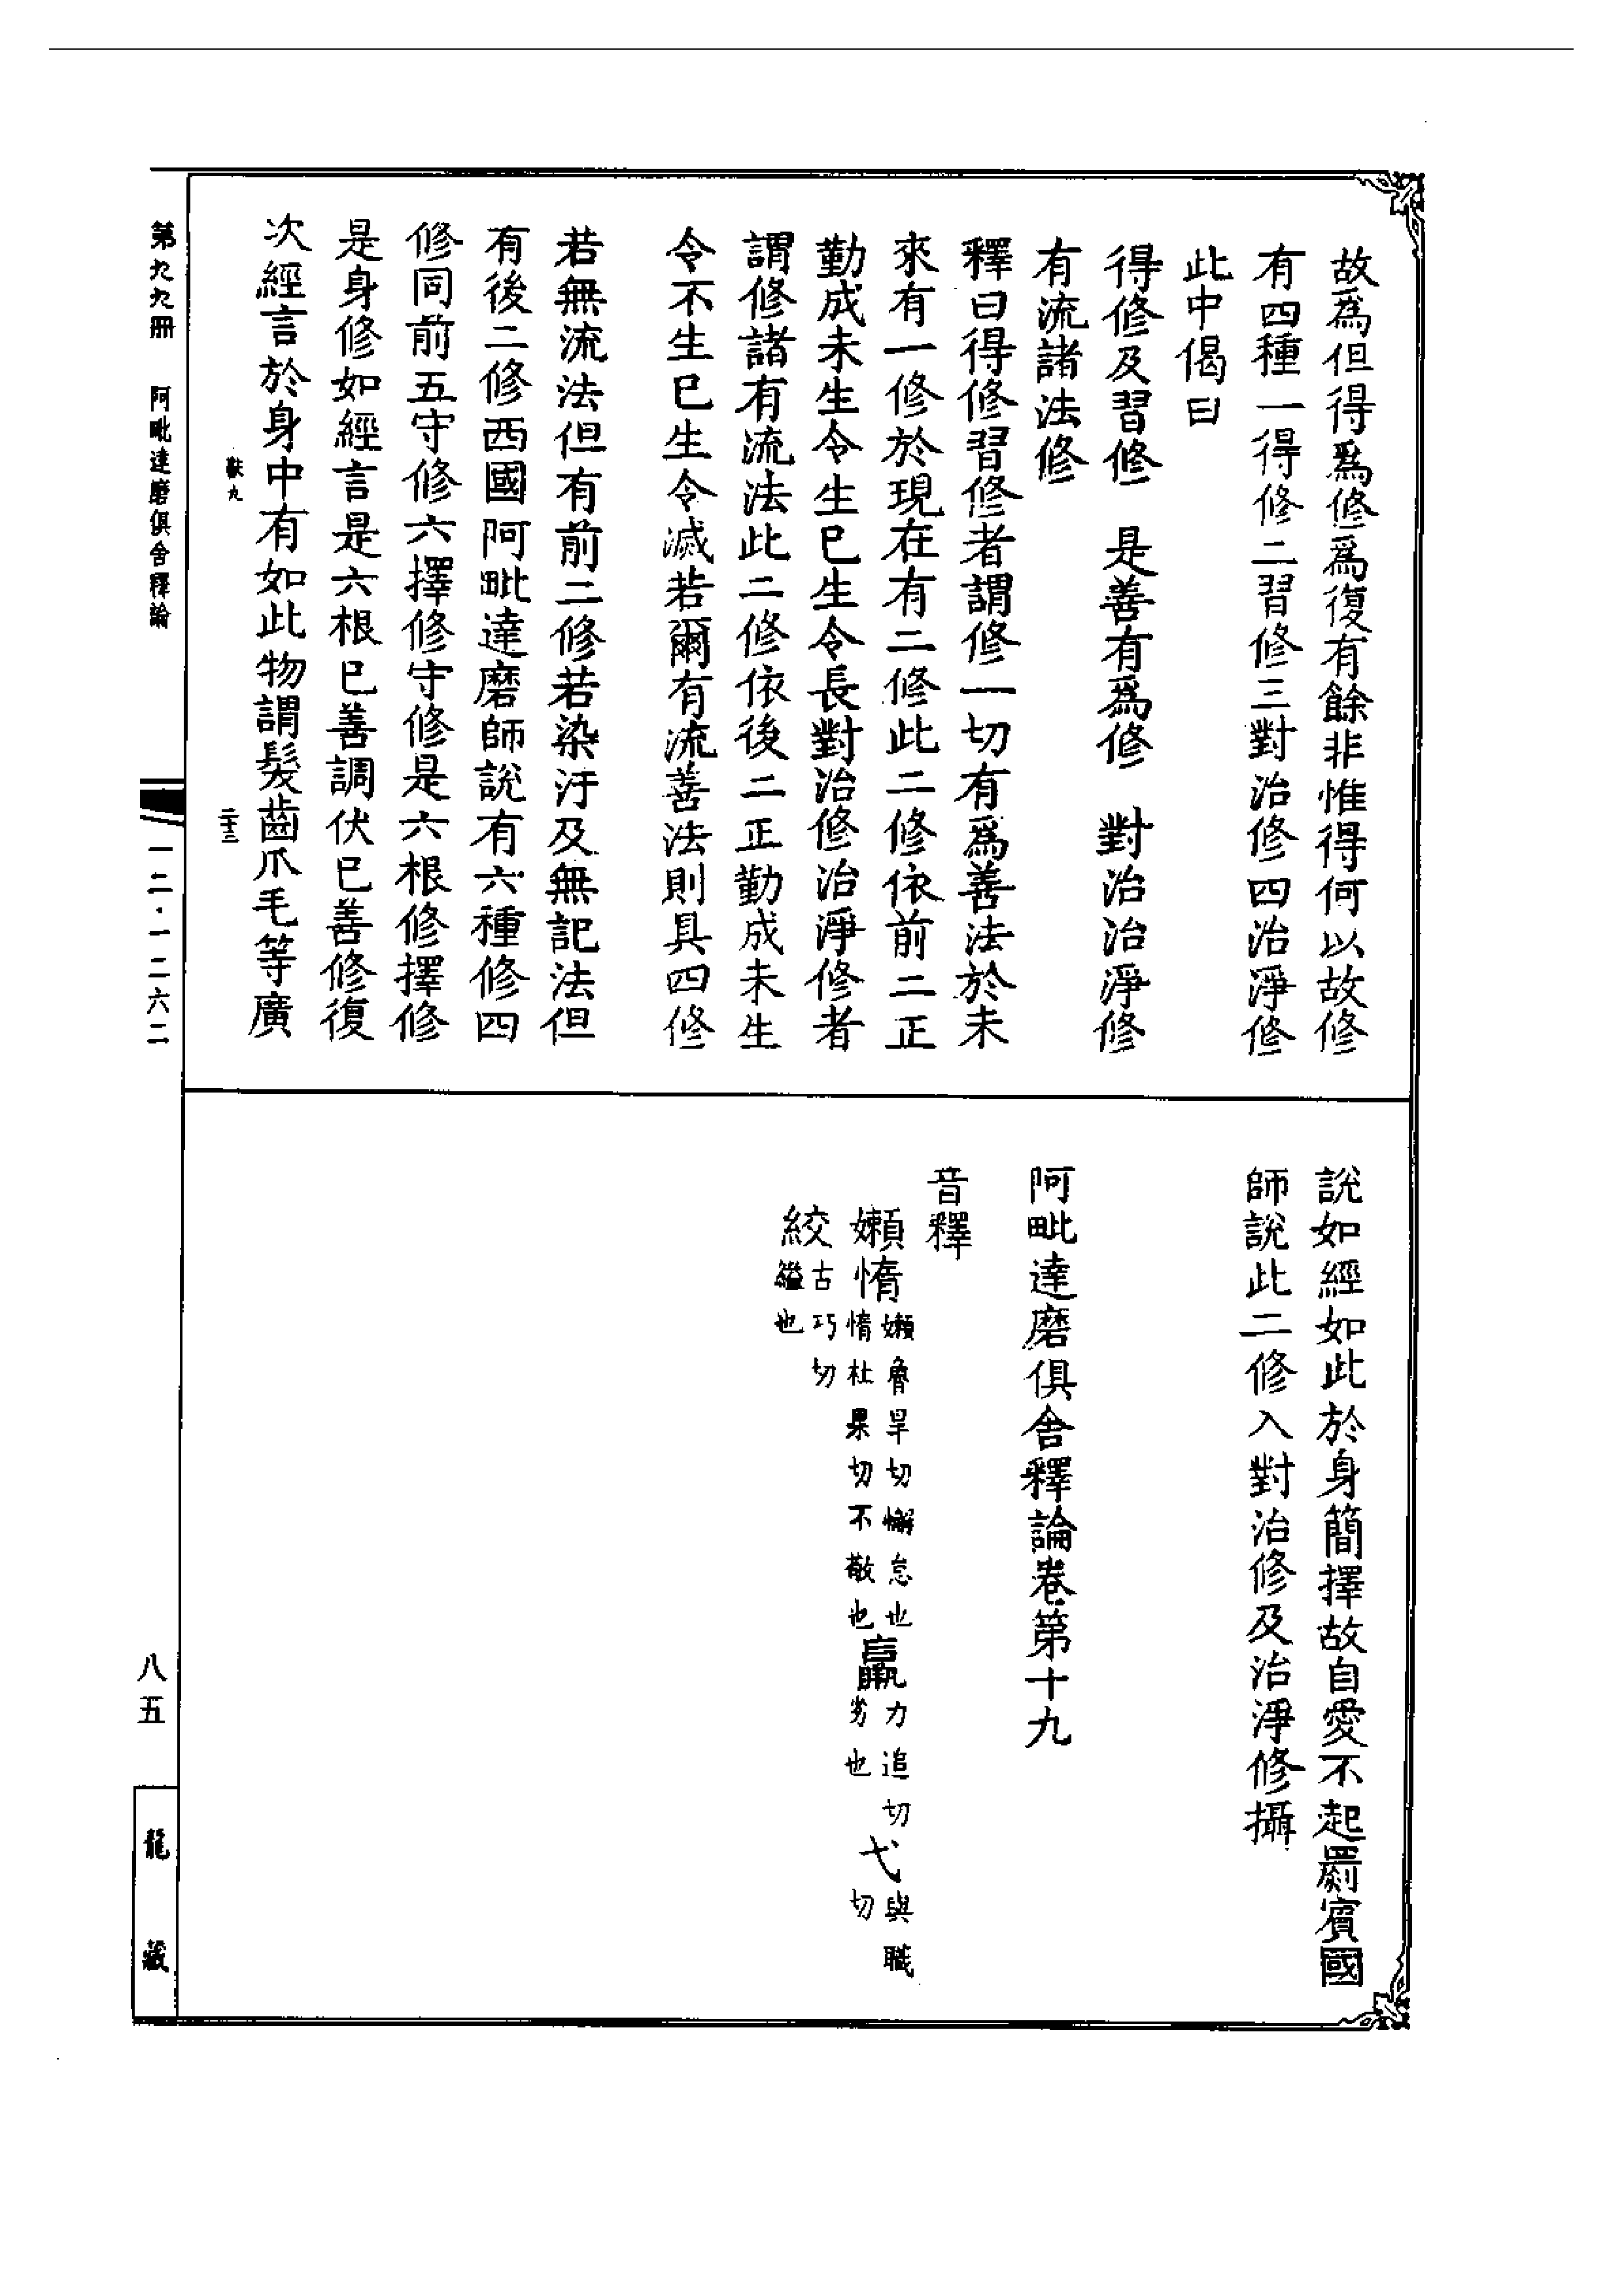 故爲但得爲修爲復有餘非惟得何以故修
有四種一得修二習修三對治修四治淨修
此中偈曰
得修及習修　是善有爲修　對治治淨修
有流諸法修
釋曰得修習修者謂修一切有爲善法於未
來有一修於現在有二修此二修依前二正
勤成未生令生已生令長對治修治淨修者
謂修諸有流法此二修依後二正勤成未生
令不生已生令滅若爾有流善法則具四修
若無流法但有前二修若染汙及無記法但
有後二修西國阿毗達磨師說有六種修四
修同前五守修六擇修守修是六根修擇修
是身修如經言是六根已善調伏已善修復
次經言於身中有如此物謂髮齒爪毛等廣
獸九
二十三
說如經如此於身簡擇故自愛不起罽賓國
師說此二修入對治修及治淨修攝
阿毗達磨俱舍釋論卷第十九
音釋
嬾惰嬾魯旱切懈怠也惰杜果切不敬也羸力追切劣也弋與職切
絞古巧切縊也
第九九冊　阿毗達磨俱舍釋論
一二·一二六二
八五
龍藏